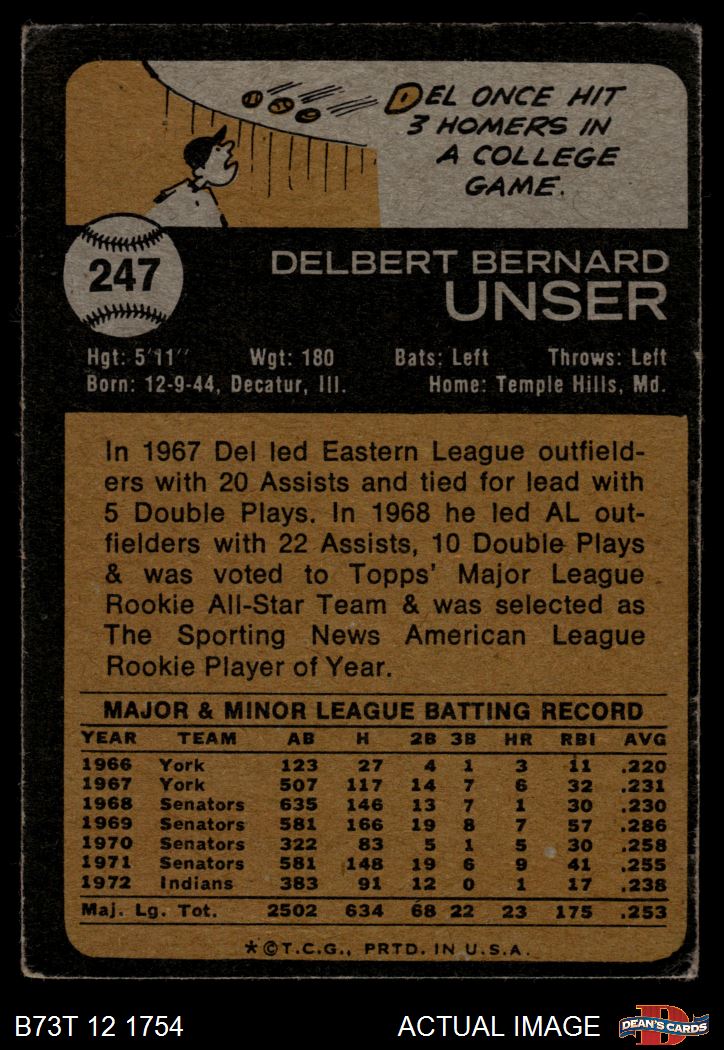 DEL ONCE HIT
3 HOMERS IN
A COLLEGE
GAME.
247
DELBERT BERNARD
UNSER
Hgt: 5'11" Wgt: 180 Bats: Left Throws: Left
Born: 12-9-44, Decatur, Ill. Home: Temple Hills, Md.
In 1967 Del led Eastern League outfield-
ers with 20 Assists and tied for lead with
5 Double Plays. In 1968 he led AL out-
fielders with 22 Assists, 10 Double Plays
& was voted to Topps' Major League
Rookie All-Star Team & was selected as
The Sporting News American League
Rookie Player of Year.
MAJOR & MINOR LEAGUE BATTING RECORD
YEAR TEAM AB H 2B 3B HR RBI AVG
1966 York 123 27 4 1 3 11 .220
1967 York 507 117 14 7 6 32 .231
1968 Senators 635 146 13 7 1 30 .230
1969 Senators 581 166 19 8 7 57 .286
1970 Senators 322 83 5 1 5 30 .258
1971 Senators 581 148 19 6 9 41 .255
1972 Indians 383 91 12 0 1 17 .238
Maj. Lg. Tot. 2502 634 68 22 23 175 .253
*©T.C.G., PRTD. IN U.S.A.
B73T 12 1754 ACTUAL IMAGE D DEAN'S CARDS